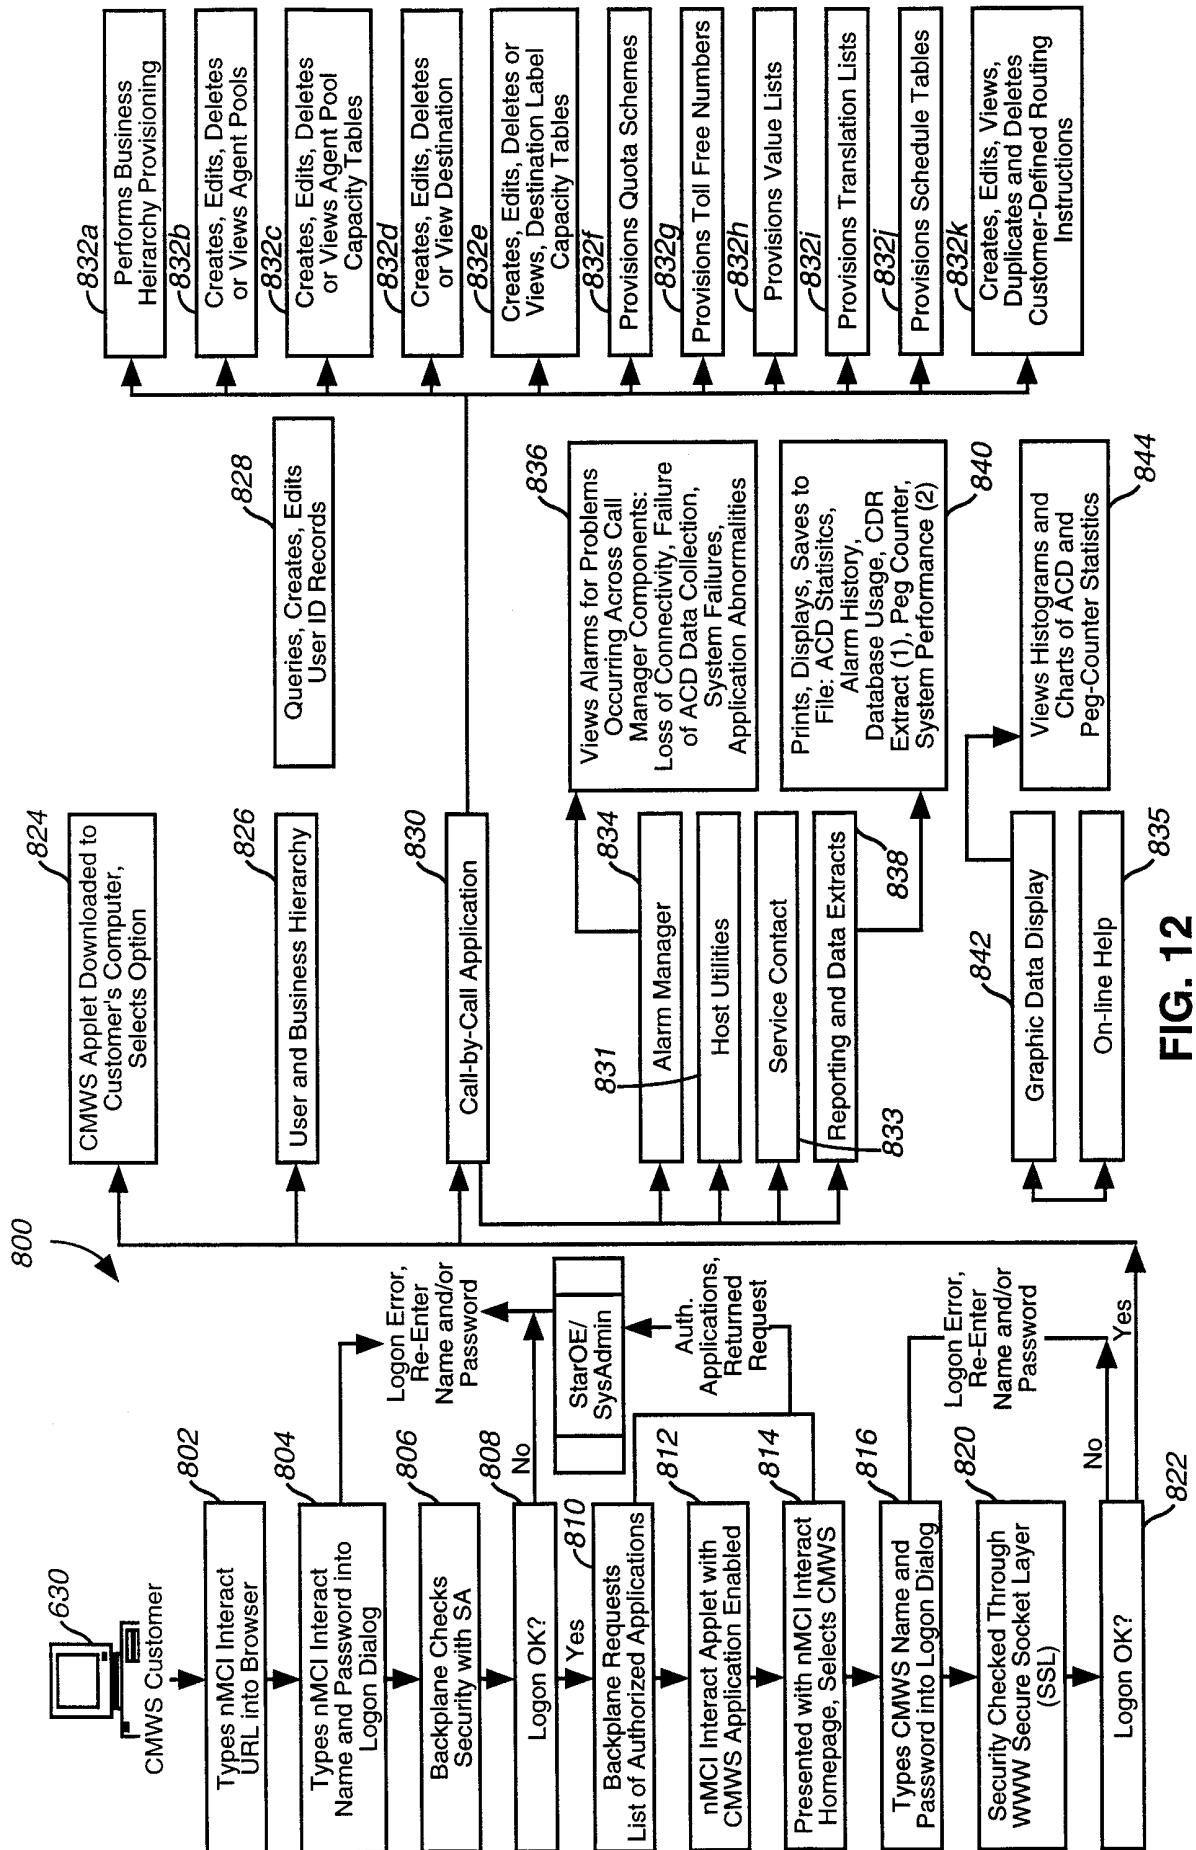 800
630
CMWS Customer
802
Types nMCI Interact
URL into Browser
804
Types nMCI Interact
Name and Password into
Logon Dialog
Logon Error,
Re-Enter
Name and/or
Password
806
Backplane Checks
Security with SA
808
Logon OK?
No
Yes
StarOE/
SysAdmin
810
Backplane Requests
List of Authorized Applications
Auth.
Applications,
Returned
Request
812
nMCI Interact Applet with
CMWS Application Enabled
814
Presented with nMCI Interact
Homepage, Selects CMWS
816
Types CMWS Name and
Password into Logon Dialog
Logon Error,
Re-Enter
Name and/or
Password
820
Security Checked Through
WWW Secure Socket Layer
(SSL)
822
Logon OK?
No
Yes
824
CMWS Applet Downloaded to
Customer's Computer,
Selects Option
826
User and Business Hierarchy
828
Queries, Creates, Edits
User ID Records
830
Call-by-Call Application
834
Alarm Manager
831
Host Utilities
Service Contact
833
Reporting and Data Extracts
838
836
Views Alarms for Problems
Occurring Across Call
Manager Components:
Loss of Connectivity, Failure
of ACD Data Collection,
System Failures,
Application Abnormalities
Prints, Displays, Saves to
File: ACD Statisitcs,
Alarm History,
Database Usage, CDR
Extract (1), Peg Counter,
System Performance (2)
840
842
Graphic Data Display
On-line Help
835
Views Histograms and
Charts of ACD and
Peg-Counter Statistics
844
832a
Performs Business
Heirarchy Provisioning
832b
Creates, Edits, Deletes
or Views Agent Pools
832c
Creates, Edits, Deletes
or Views Agent Pool
Capacity Tables
832d
Creates, Edits, Deletes
or View Destination
832e
Creates, Edits, Deletes or
Views, Destination Label
Capacity Tables
832f
Provisions Quota Schemes
832g
Provisions Toll Free Numbers
832h
Provisions Value Lists
832i
Provisions Translation Lists
832j
Provisions Schedule Tables
832k
Creates, Edits, Views,
Duplicates and Deletes
Customer-Defined Routing
Instructions
FIG. 12